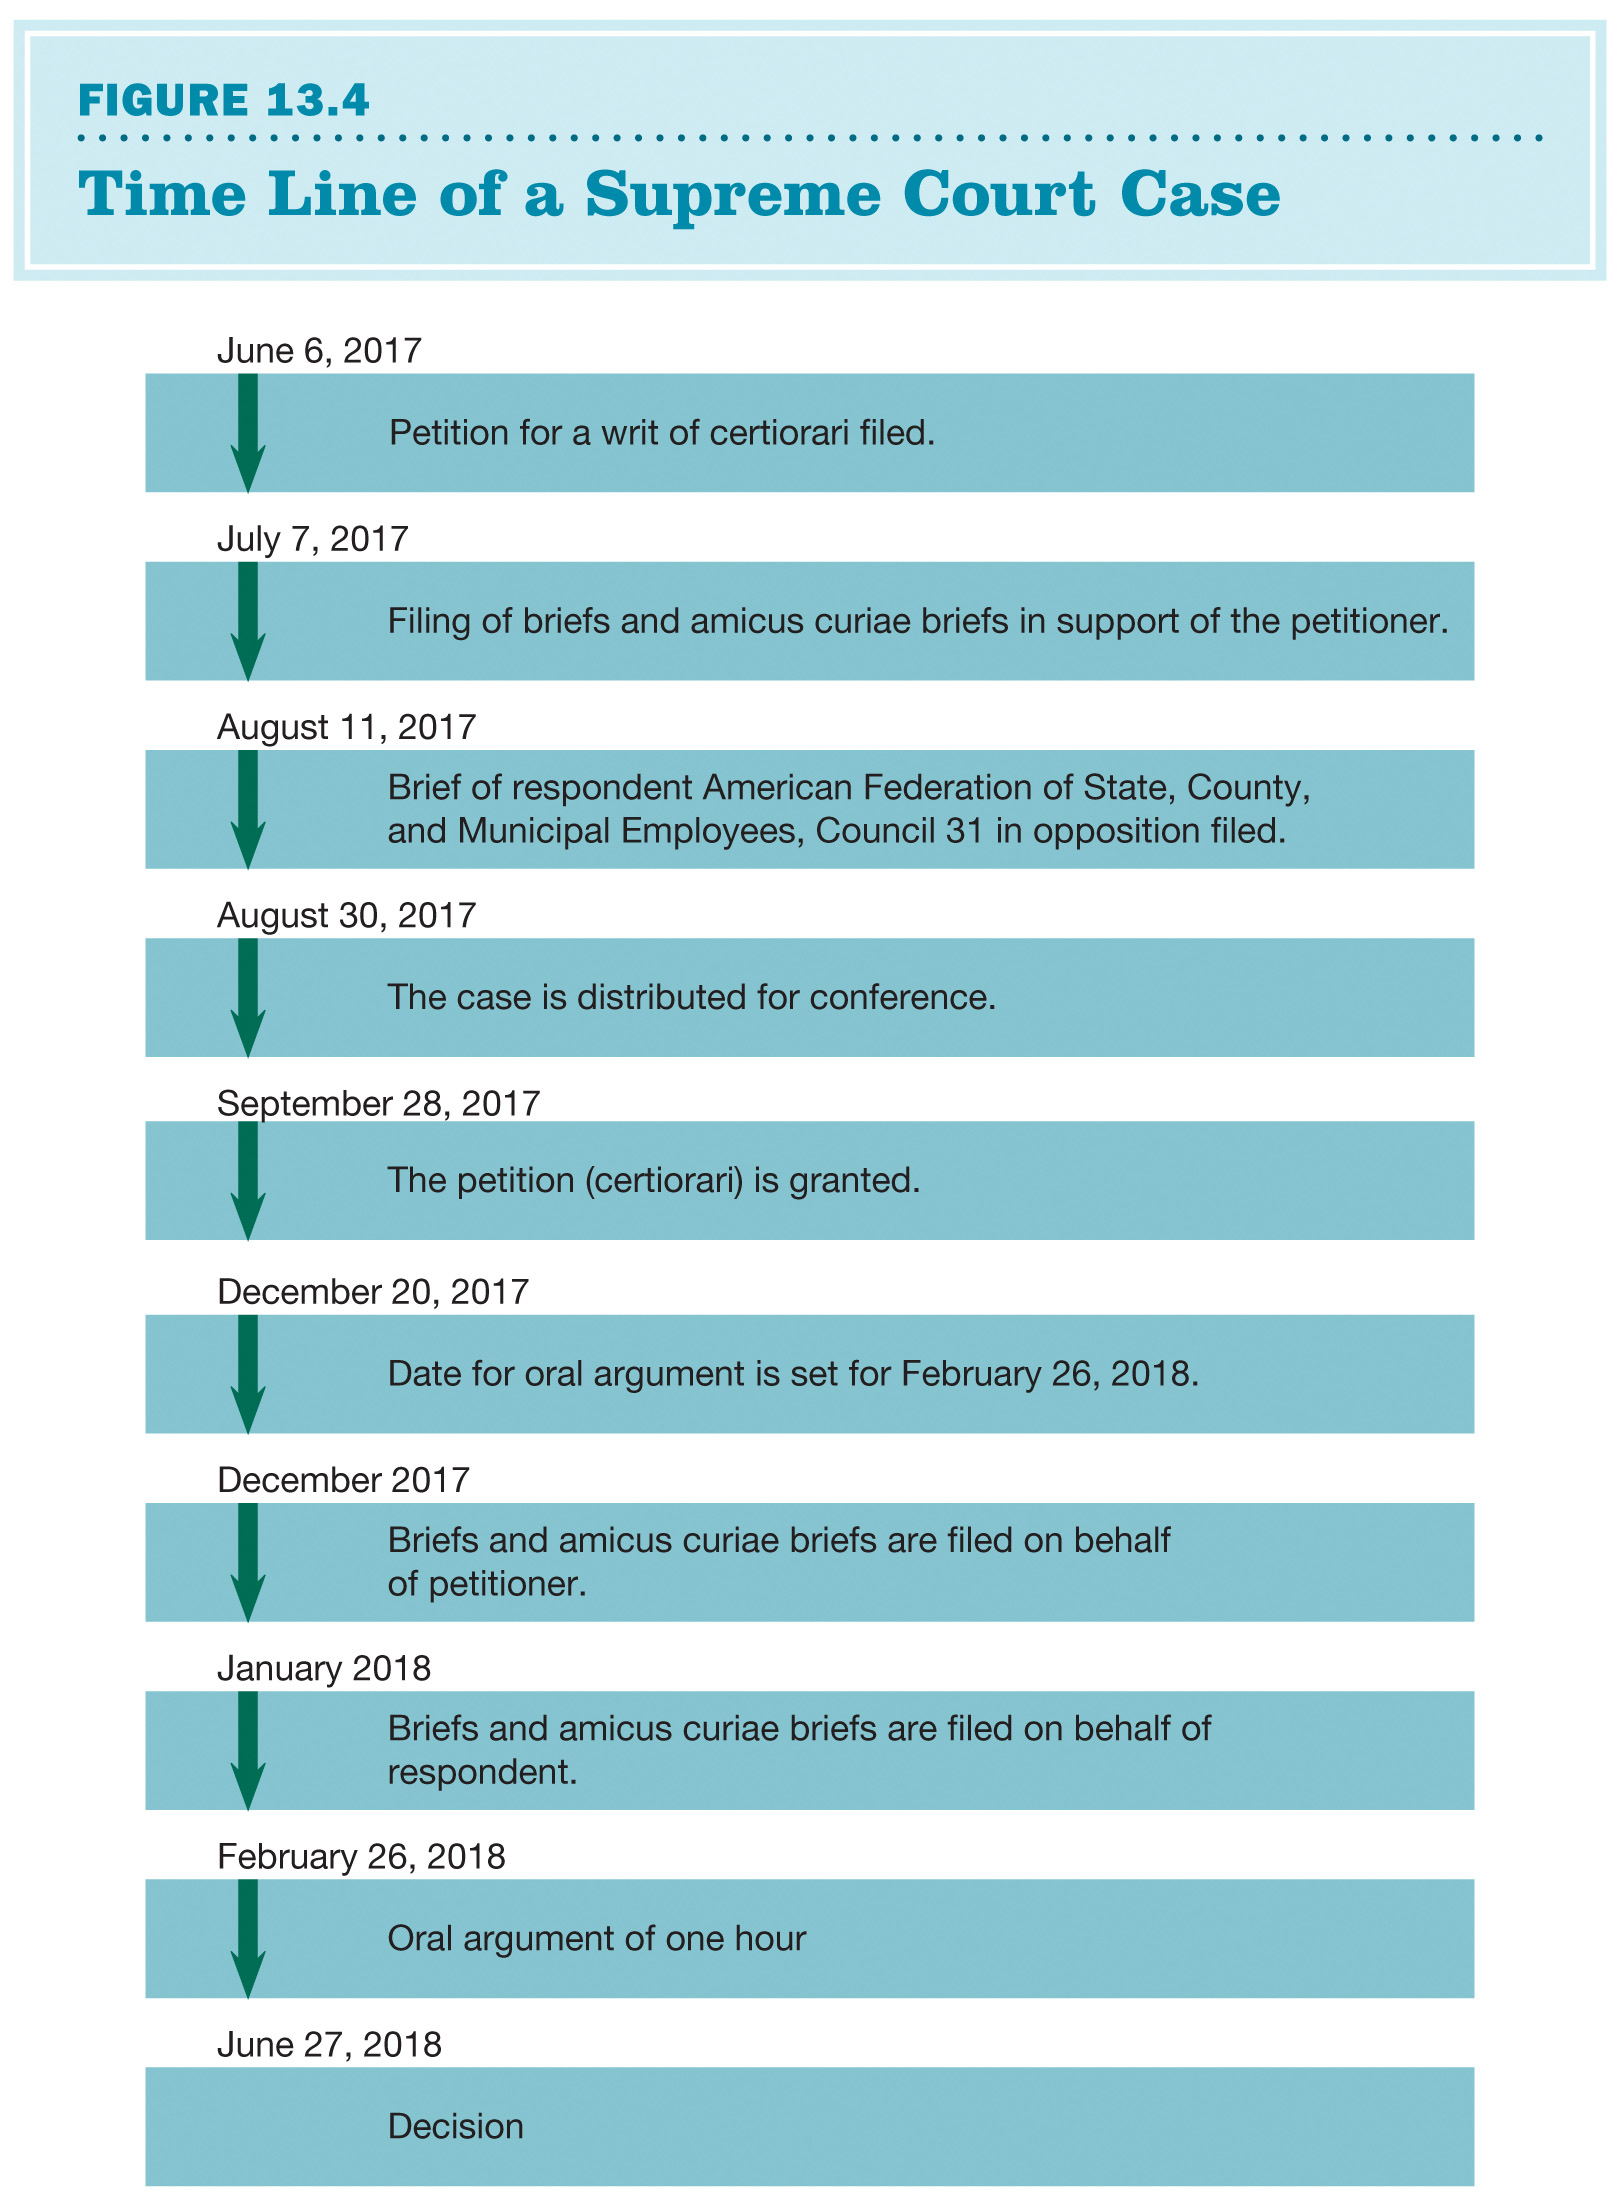 FIGURE 13.4
Time Line of a Supreme Court Case
June 6, 2017
Petition for a writ of certiorari filed.
July 7, 2017
Filing of briefs and amicus curiae briefs in support of the petitioner.
August 11, 2017
Brief of respondent American Federation of State, County,
and Municipal Employees, Council 31 in opposition filed.
August 30, 2017
The case is distributed for conference.
September 28, 2017
The petition (certiorari) is granted.
December 20, 2017
Date for oral argument is set for February 26, 2018.
December 2017
Briefs and amicus curiae briefs are filed on behalf
of petitioner.
January 2018
Briefs and amicus curiae briefs are filed on behalf of
respondent.
February 26, 2018
Oral argument of one hour
June 27, 2018
Decision